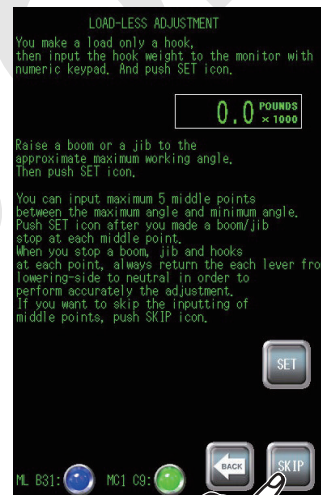 LOAD-LESS ADJUSTMENT
You make a load only a hook,
then input the hook weight to the monitor with
numeric keypad. And push SET icon.
0.0 POUNDS
× 1000
Raise a boom or a jib to the
approximate maximum working angle.
Then push SET icon.
You can input maximum 5 middle points
between the maximum angle and minimum angle.
Push SET icon after you made a boom/jib
stop at each middle point.
When you stop a boom, jib and hooks
at each point, always return the each lever fro
lowering-side to neutral in order to
perform accurately the adjustment.
If you want to skip the inputting of
middle points, push SKIP icon.
SET
ML B31: MC1 C9: BACK SKIP